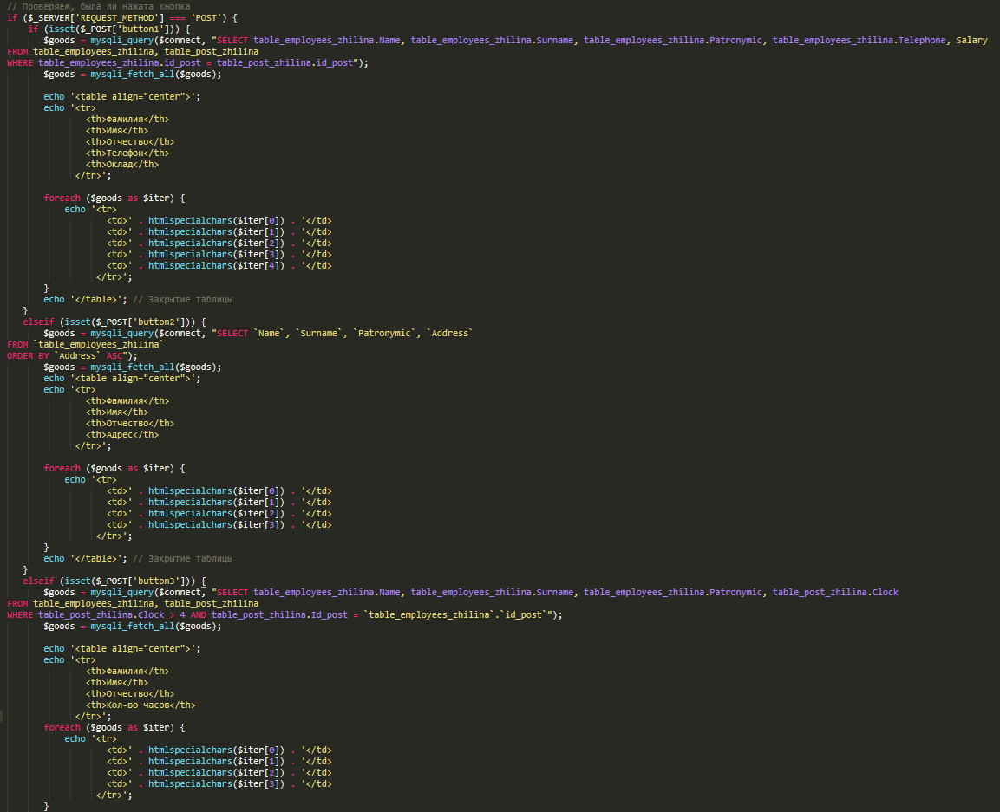 // Проверяем, была ли нажата кнопка
if ($_SERVER['REQUEST_METHOD'] === 'POST') {
    if (isset($_POST['button1'])) {
       $goods = mysqli_query($connect, "SELECT table_employees_zhilina.Name, table_employees_zhilina.Surname, table_employees_zhilina.Patronymic, table_employees_zhilina.Telephone, Salary
FROM table_employees_zhilina, table_post_zhilina
WHERE table_employees_zhilina.id_post = table_post_zhilina.id_post");
       $goods = mysqli_fetch_all($goods);

       echo '<table align="center">';
       echo '<tr>
               <th>Фамилия</th>
               <th>Имя</th>
               <th>Отчество</th>
               <th>Телефон</th>
               <th>Оклад</th>
             </tr>';

       foreach ($goods as $iter) {
           echo '<tr>
                   <td>' . htmlspecialchars($iter[0]) . '</td>
                   <td>' . htmlspecialchars($iter[1]) . '</td>
                   <td>' . htmlspecialchars($iter[2]) . '</td>
                   <td>' . htmlspecialchars($iter[3]) . '</td>
                   <td>' . htmlspecialchars($iter[4]) . '</td>
                 </tr>';
       }
       echo '</table>'; // Закрытие таблицы
   }
   elseif (isset($_POST['button2'])) {
       $goods = mysqli_query($connect, "SELECT `Name`, `Surname`, `Patronymic`, `Address`
FROM `table_employees_zhilina`
ORDER BY `Address` ASC");
       $goods = mysqli_fetch_all($goods);
       echo '<table align="center">';
       echo '<tr>
               <th>Фамилия</th>
               <th>Имя</th>
               <th>Отчество</th>
               <th>Адрес</th>
             </tr>';

       foreach ($goods as $iter) {
           echo '<tr>
                   <td>' . htmlspecialchars($iter[0]) . '</td>
                   <td>' . htmlspecialchars($iter[1]) . '</td>
                   <td>' . htmlspecialchars($iter[2]) . '</td>
                   <td>' . htmlspecialchars($iter[3]) . '</td>
                 </tr>';
       }
       echo '</table>'; // Закрытие таблицы
   }
   elseif (isset($_POST['button3'])) {
       $goods = mysqli_query($connect, "SELECT table_employees_zhilina.Name, table_employees_zhilina.Surname, table_employees_zhilina.Patronymic, table_post_zhilina.Clock
FROM table_employees_zhilina, table_post_zhilina
WHERE table_post_zhilina.Clock > 4 AND table_post_zhilina.Id_post = `table_employees_zhilina`.`id_post`");
       $goods = mysqli_fetch_all($goods);

       echo '<table align="center">';
       echo '<tr>
               <th>Фамилия</th>
               <th>Имя</th>
               <th>Отчество</th>
               <th>Кол-во часов</th>
             </tr>';
       foreach ($goods as $iter) {
           echo '<tr>
                   <td>' . htmlspecialchars($iter[0]) . '</td>
                   <td>' . htmlspecialchars($iter[1]) . '</td>
                   <td>' . htmlspecialchars($iter[2]) . '</td>
                   <td>' . htmlspecialchars($iter[3]) . '</td>
                 </tr>';
       }